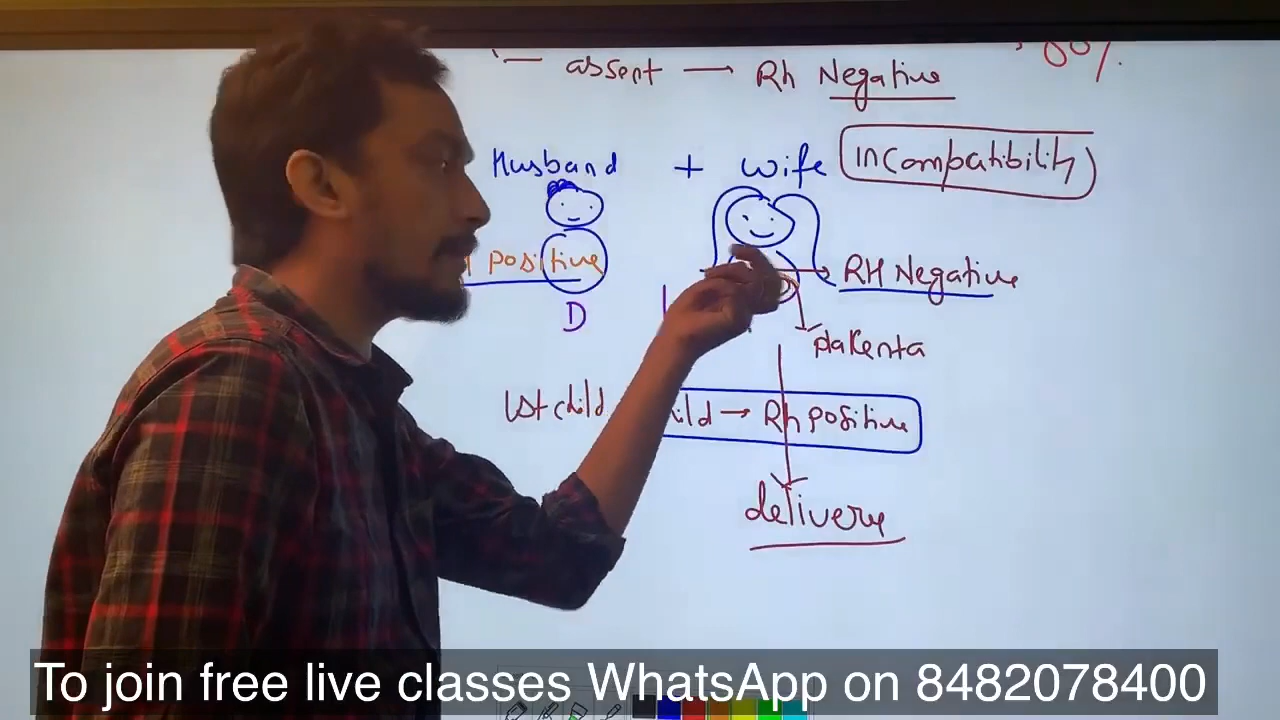 assent → Rh Negative
80%.
Husband + wife incompatibility
positive
RH Negative
D
plakenta
1st child
ild → Rh positive
delivery
To join free live classes WhatsApp on 8482078400